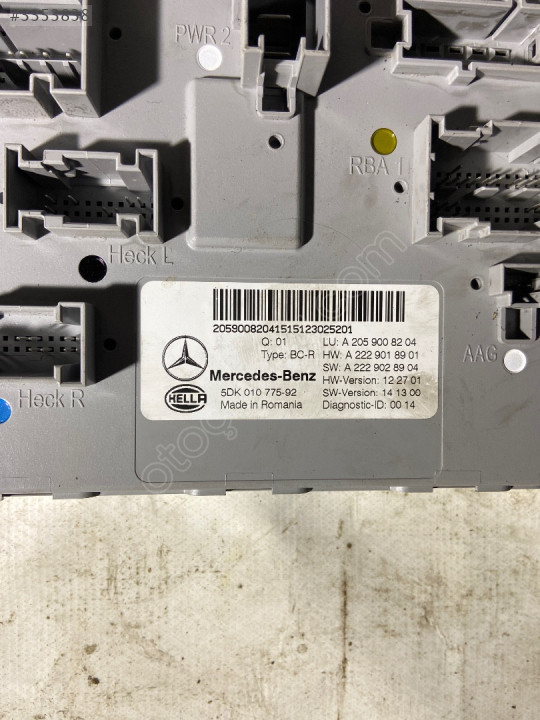 PWR 2
RBA I
Heck L
20590082041515123025201
Q: 01
LU: A 205 900 82 04
Type: BC-R
HW: A 222 901 89 01
SW: A 222 902 89 04
Mercedes-Benz
HW-Version: 12 27 01
HELLA
5DK 010 775-92
SW-Version: 14 13 00
Made in Romania
Diagnostic-ID: 00 14
AAG
Heck R